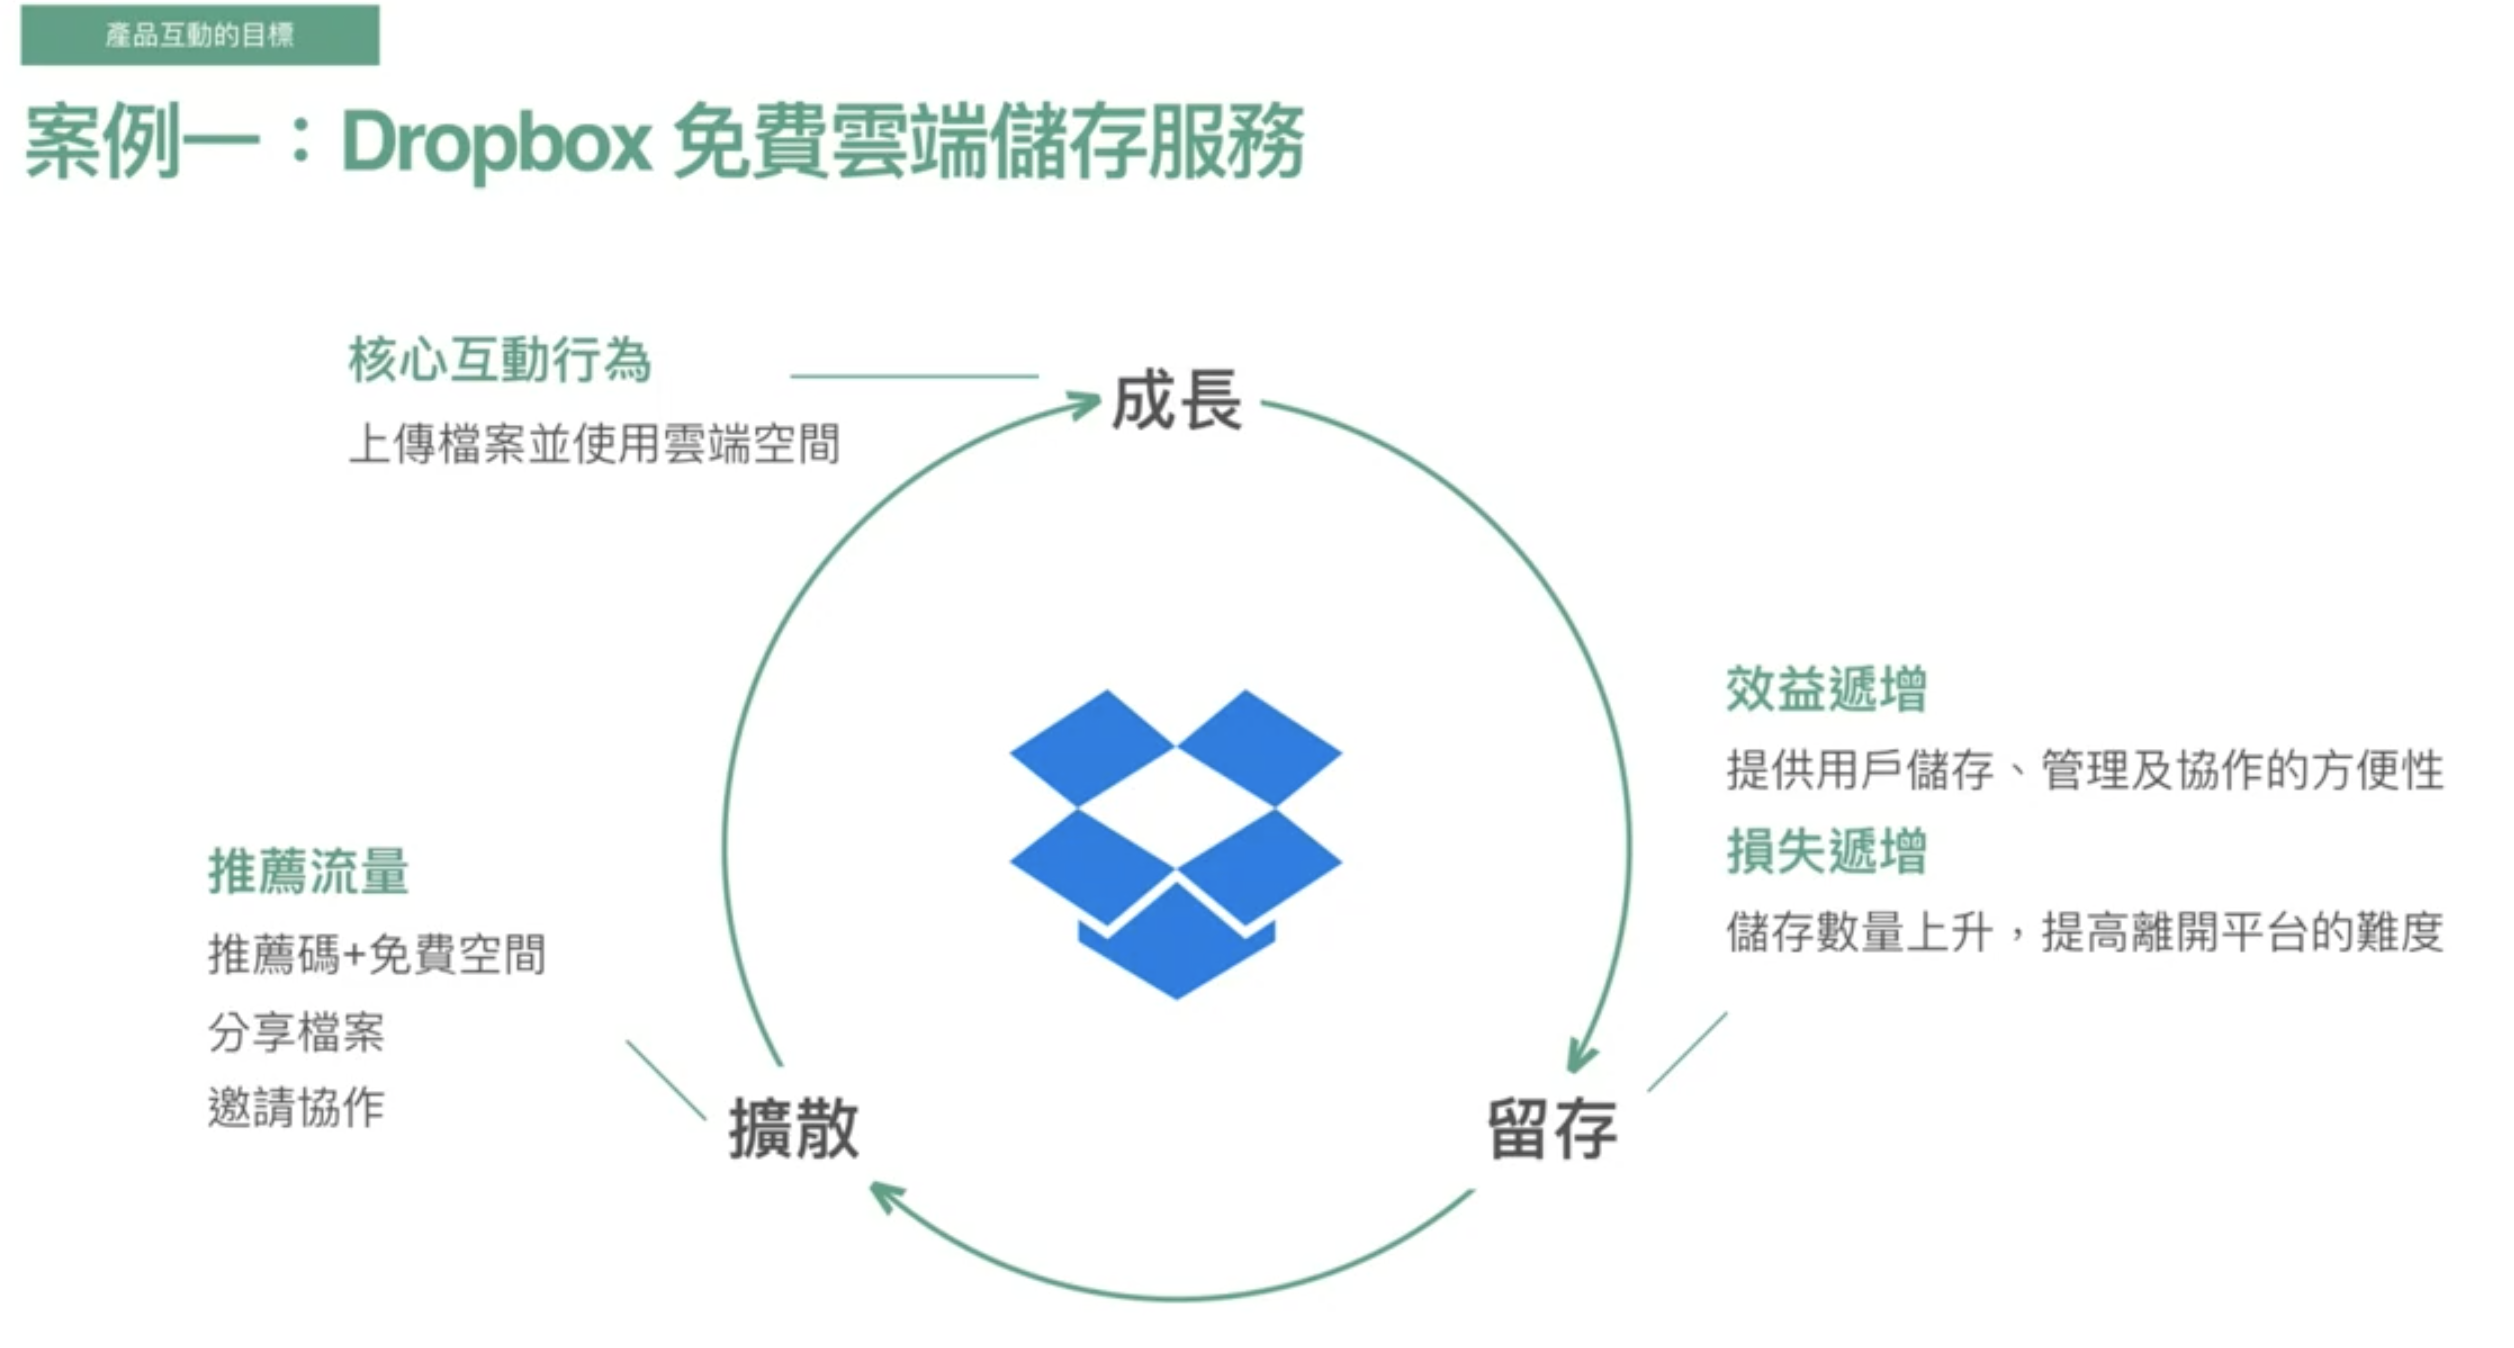 產品互動的目標
案例一：Dropbox 免費雲端儲存服務
核心互動行為
上傳檔案並使用雲端空間
成長
效益遞增
提供用戶儲存、管理及協作的方便性
損失遞增
儲存數量上升，提高離開平台的難度
留存
推薦流量
推薦碼+免費空間
分享檔案
邀請協作
擴散